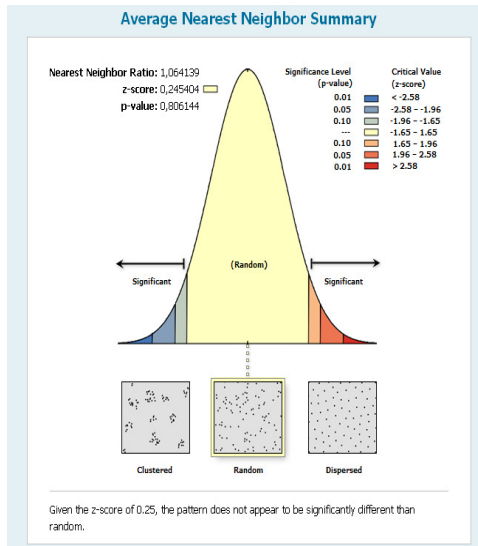 Average Nearest Neighbor Summary
Nearest Neighbor Ratio: 1,064139
z-score: 0,245404
p-value: 0,806144
Significance Level
(p-value)
Critical Value
(z-score)
0.01 < -2.58
0.05 -2.58 - -1.96
0.10 -1.96 - -1.65
--- -1.65 - 1.65
0.10 1.65 - 1.96
0.05 1.96 - 2.58
0.01 > 2.58
(Random)
Significant
Significant
Clustered
Random
Dispersed
Given the z-score of 0.25, the pattern does not appear to be significantly different than
random.